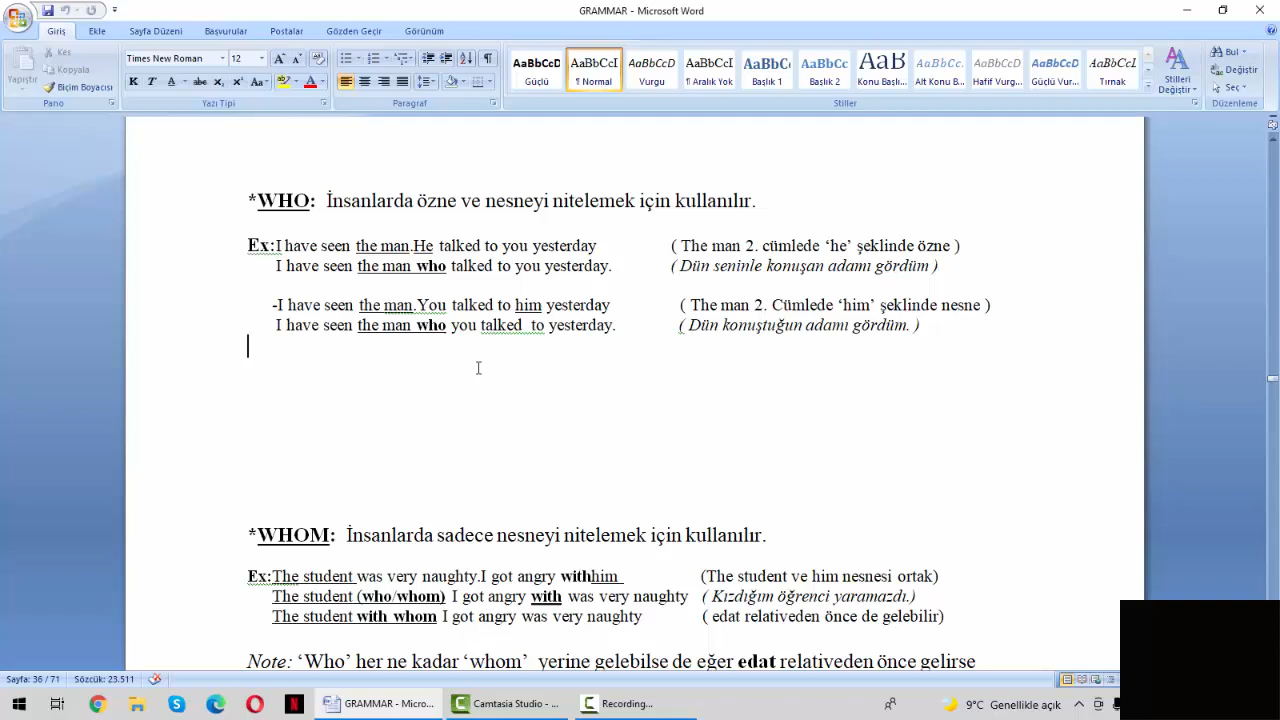 GRAMMAR - Microsoft Word
Giriş Ekle Sayfa Düzeni Başvurular Postalar Gözden Geçir Görünüm
Yapıştır Kes
Kopyala
Biçim Boyacısı
Pano
Times New Roman 12
Yazı Tipi
Paragraf
AaBbCcD AaBbCcI AaBbCcD AaBbCcI AaBbC AaBbCc AaB AaBbCc. AaBbCcD AaBbCcD AaBbCcI
Güçlü ¶ Normal Vurgu ¶ Aralık Yok Başlık 1 Başlık 2 Konu Başlı... Alt Konu B... Hafif Vurg... Güçlü Vur... Tırnak
Stiller
Stilleri Değiştir
Bul
Değiştir
Seç
Düzenleme
*WHO: İnsanlarda özne ve nesneyi nitelemek için kullanılır.
Ex:I have seen the man.He talked to you yesterday ( The man 2. cümlede ‘he’ şeklinde özne )
I have seen the man who talked to you yesterday. ( Dün seninle konuşan adamı gördüm )
-I have seen the man.You talked to him yesterday ( The man 2. Cümlede ‘him’ şeklinde nesne )
I have seen the man who you talked to yesterday. ( Dün konuştuğun adamı gördüm. )
*WHOM: İnsanlarda sadece nesneyi nitelemek için kullanılır.
Ex:The student was very naughty.I got angry withhim (The student ve him nesnesi ortak)
The student (who/whom) I got angry with was very naughty ( Kızdığım öğrenci yaramazdı.)
The student with whom I got angry was very naughty ( edat relativeden önce de gelebilir)
Note: ‘Who’ her ne kadar ‘whom’ yerine gelebilse de eğer edat relativeden önce gelirse
Sayfa: 36 / 71 Sözcük: 23.511
GRAMMAR - Micro... Camtasia Studio - ... Recording... 9°C Genellikle açık